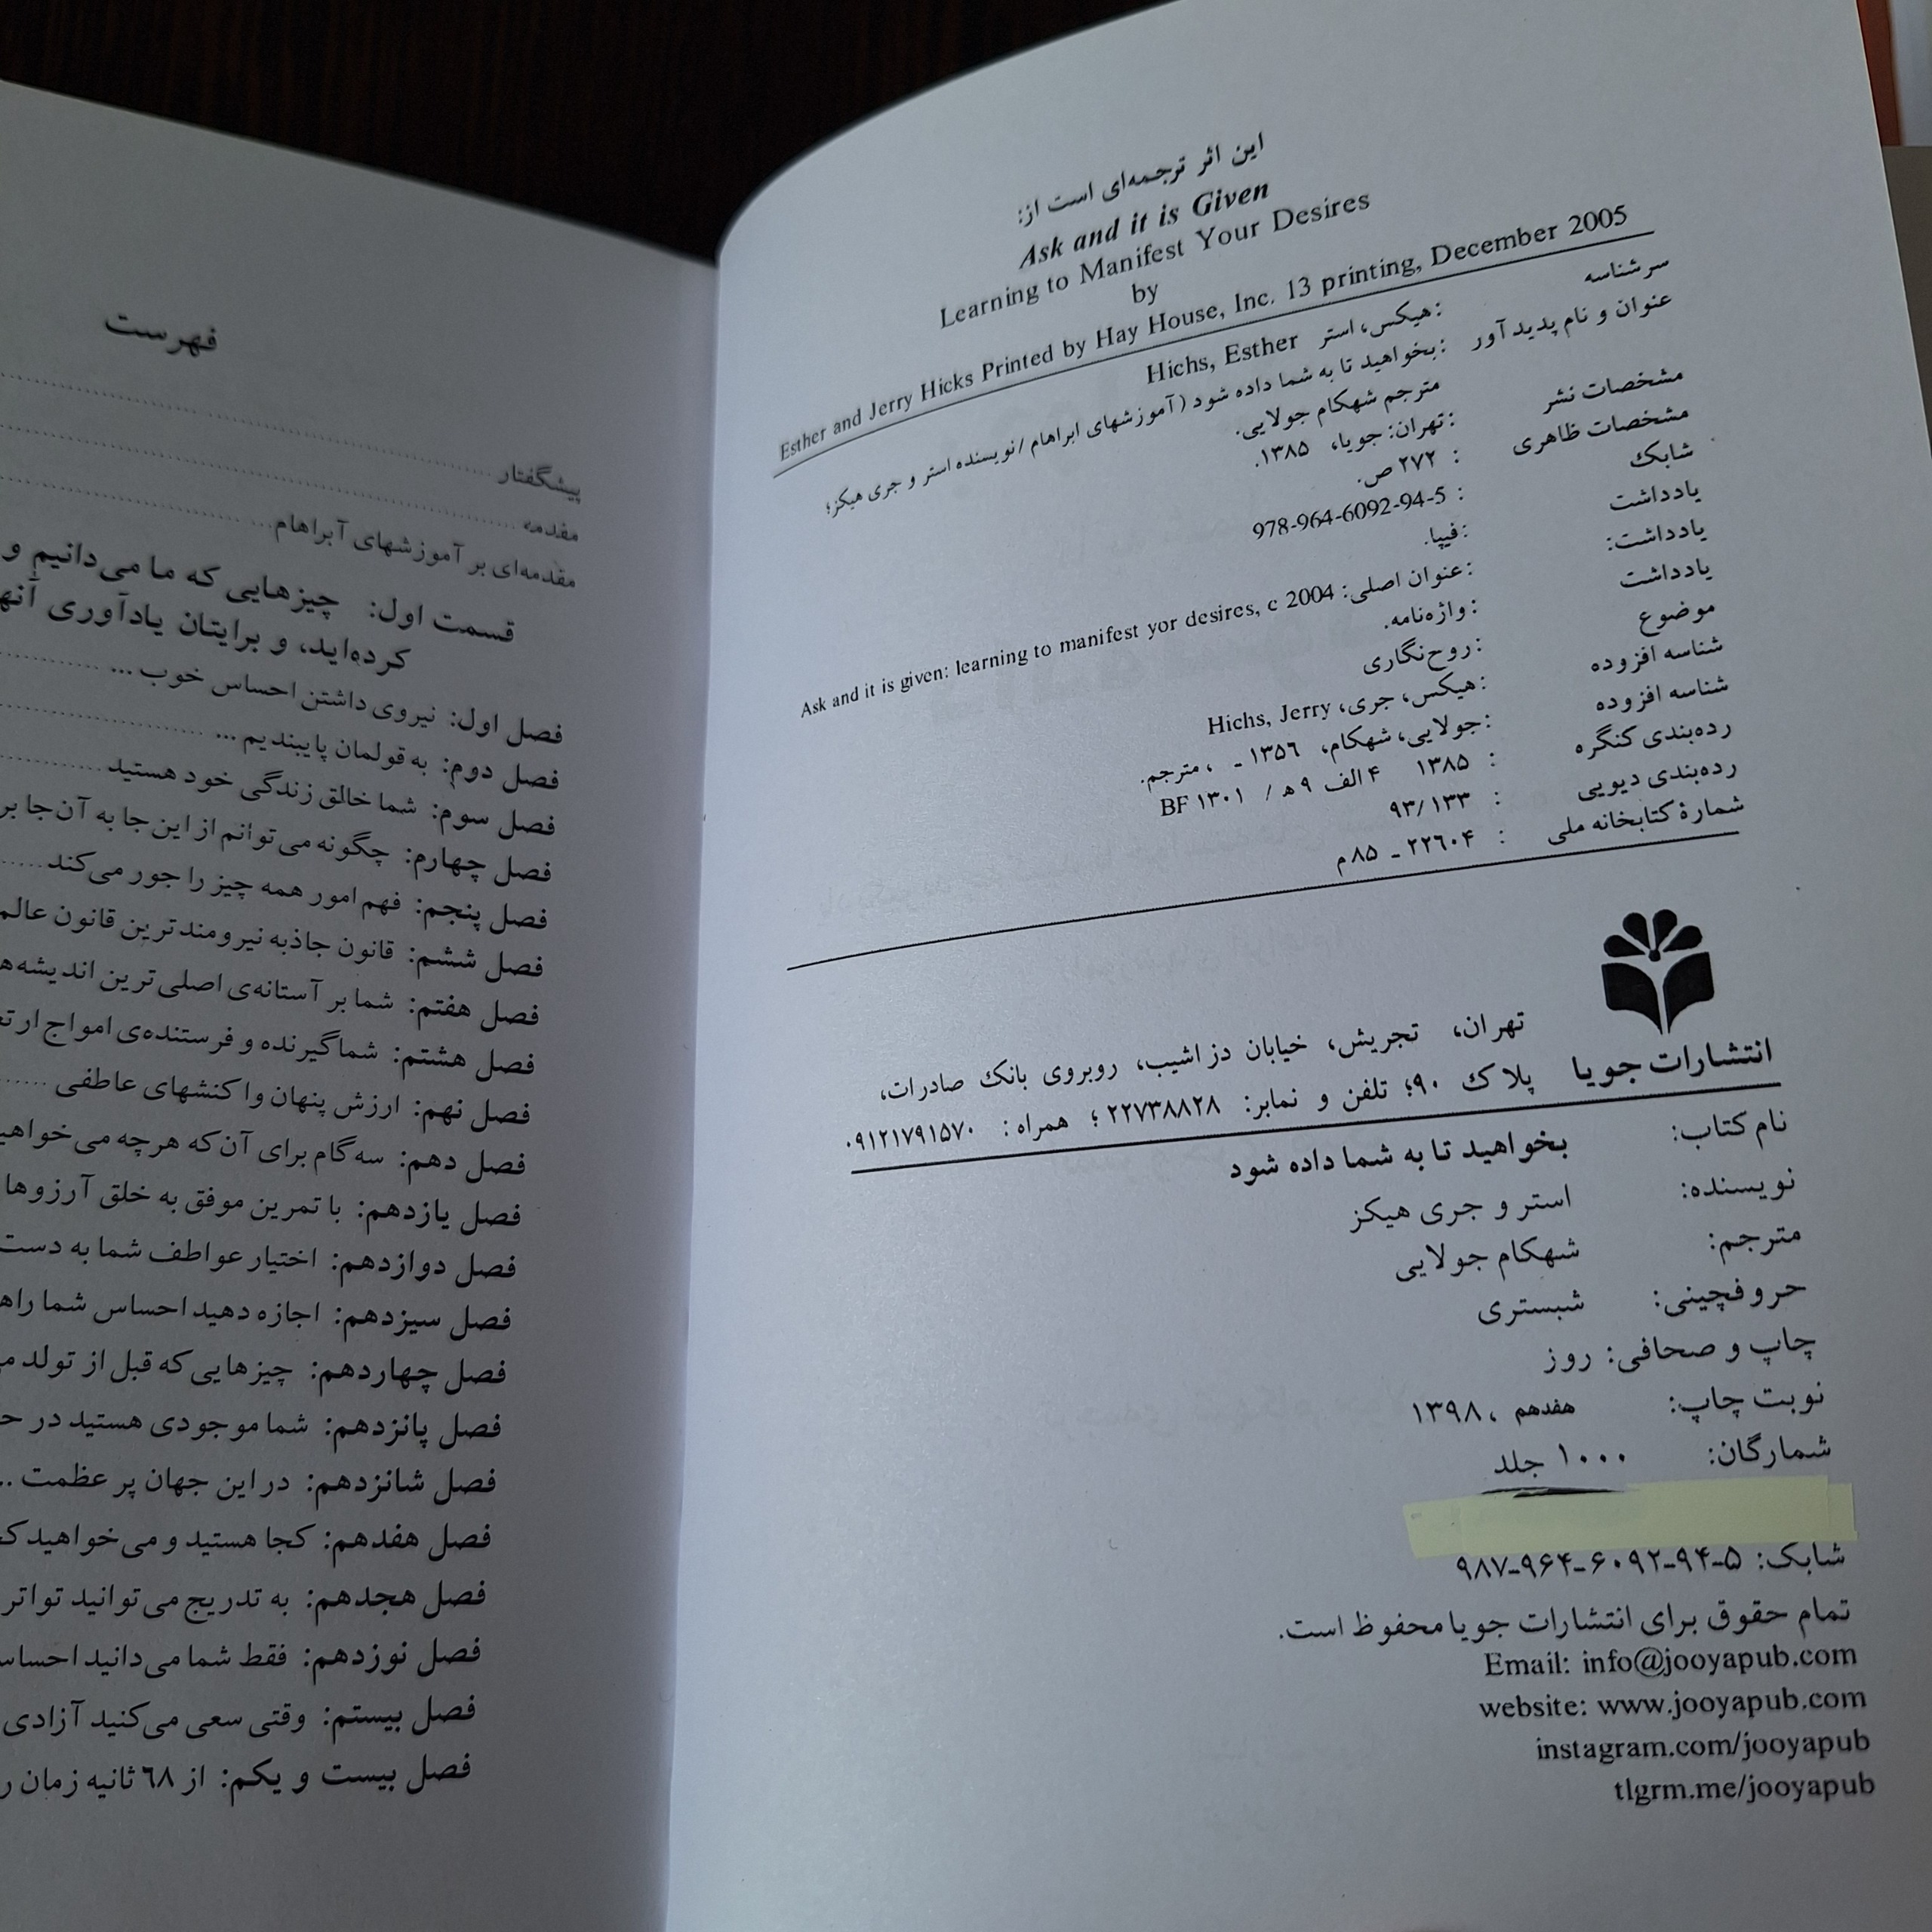 این اثر ترجمه‌ای است از:
Ask and it is Given
Learning to Manifest Your Desires
by
Esther and Jerry Hicks Printed by Hay House, Inc. 13 printing, December 2005
سرشناسه : هیکس، استر Hichs, Esther
عنوان و نام پدیدآور : بخواهید تا به شما داده شود (آموزشهای ابراهام /نویسنده استر و جری هیکز؛
مترجم شهکام جولایی.
مشخصات نشر : تهران: جویا، ۱۳۸۵.
مشخصات ظاهری : ۲۷۲ ص.
شابک : 978-964-6092-94-5
یادداشت : فیپا.
یادداشت: : عنوان اصلی: Ask and it is given: learning to manifest yor desires, c 2004
یادداشت : واژه‌نامه.
موضوع : روح‌نگاری
شناسه افزوده : هیکس، جری، Hichs, Jerry
شناسه افزوده : جولایی، شهکام، ۱۳۵۶ ـ ، مترجم.
رده‌بندی کنگره : ۱۳۸۵ ۴ الف ۹ ه‍ / BF ۱۳۰۱
رده‌بندی دیویی : ۹۳/۱۳۳
شمارهٔ کتابخانه ملی : ۲۲۶۰۴ ـ ۸۵م
تهران، تجریش، خیابان دزاشیب، روبروی بانک صادرات،
انتشارات جویا پلاک ۹۰؛ تلفن و نمابر: ۲۲۷۳۸۸۲۸ ؛ همراه: ۰۹۱۲۱۷۹۱۵۷۰
نام کتاب: بخواهید تا به شما داده شود
نویسنده: استر و جری هیکز
مترجم: شهکام جولایی
حروفچینی: شبستری
چاپ و صحافی: روز
نوبت چاپ: هفدهم ، ۱۳۹۸
شمارگان: ۱۰۰۰ جلد
شابک: ۵-۹۴-۶۰۹۲-۹۶۴-۹۸۷
تمام حقوق برای انتشارات جویا محفوظ است.
Email: info@jooyapub.com
website: www.jooyapub.com
instagram.com/jooyapub
tlgrm.me/jooyapub
فهرست
پیشگفتار
مقدمه
مقدمه‌ای بر آموزشهای آبراهام
قسمت اول: چیزهایی که ما می‌دانیم و
کرده‌اید، و برایتان یادآوری
فصل اول: نیروی داشتن احساس خوب ...
فصل دوم: به قولمان پایبندیم ...
فصل سوم: شما خالق زندگی خود هستید
فصل چهارم: چگونه می‌توانم از این‌جا به آن‌جا
فصل پنجم: فهم امور همه چیز را جور می‌کند
فصل ششم: قانون جاذبه نیرومندترین قانون عالم
فصل هفتم: شما بر آستانه‌ی اصلی‌ترین
فصل هشتم: شما گیرنده و فرستنده‌ی امواج
فصل نهم: ارزش پنهان واکنشهای عاطفی
فصل دهم: سه گام برای آن‌که هرچه
فصل یازدهم: با تمرین موفق به خلق آرزوها
فصل دوازدهم: اختیار عواطف شما به دست
فصل سیزدهم: اجازه دهید احساس شما
فصل چهاردهم: چیزهایی که قبل از تولد
فصل پانزدهم: شما موجودی هستید در
فصل شانزدهم: در این جهان پر عظمت ..
فصل هفدهم: کجا هستید و می‌خواهید
فصل هجدهم: به تدریج می‌توانید تواتر
فصل نوزدهم: فقط شما می‌دانید
فصل بیستم: وقتی سعی می‌کنید آزادی
فصل بیست و یکم: از ۶۸ ثانیه زمان